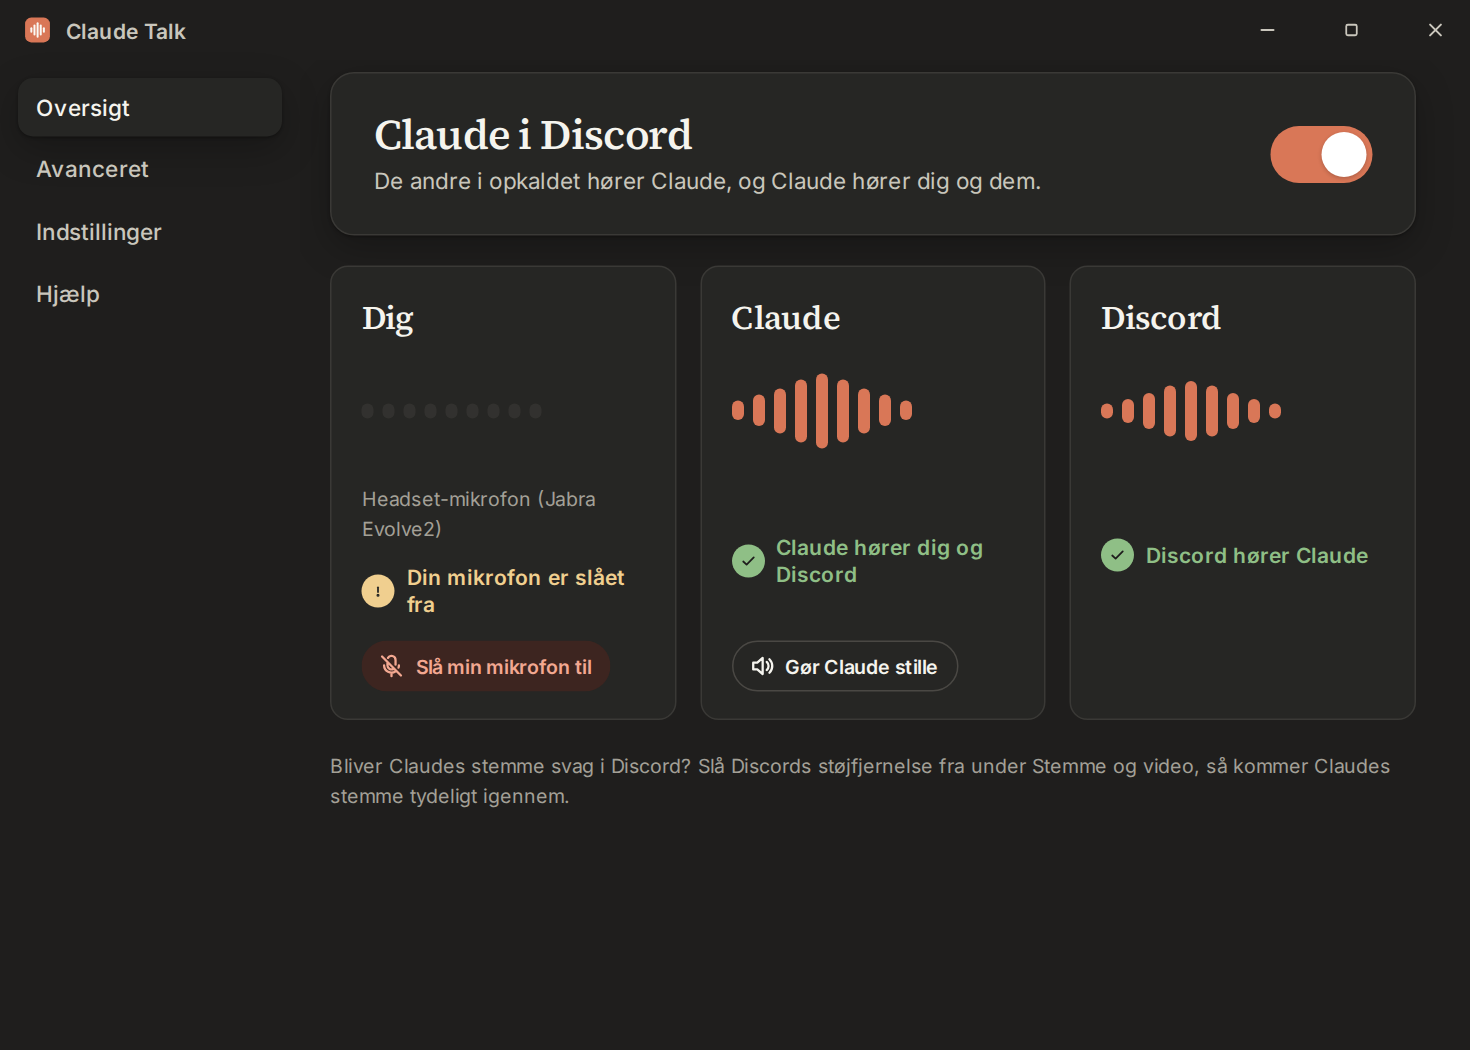 Claude Talk
Oversigt
Avanceret
Indstillinger
Hjælp
Claude i Discord
De andre i opkaldet hører Claude, og Claude hører dig og dem.
Dig
Headset-mikrofon (Jabra
Evolve2)
Din mikrofon er slået
fra
Slå min mikrofon til
Claude
Claude hører dig og
Discord
Gør Claude stille
Discord
Discord hører Claude
Bliver Claudes stemme svag i Discord? Slå Discords støjfjernelse fra under Stemme og video, så kommer Claudes
stemme tydeligt igennem.